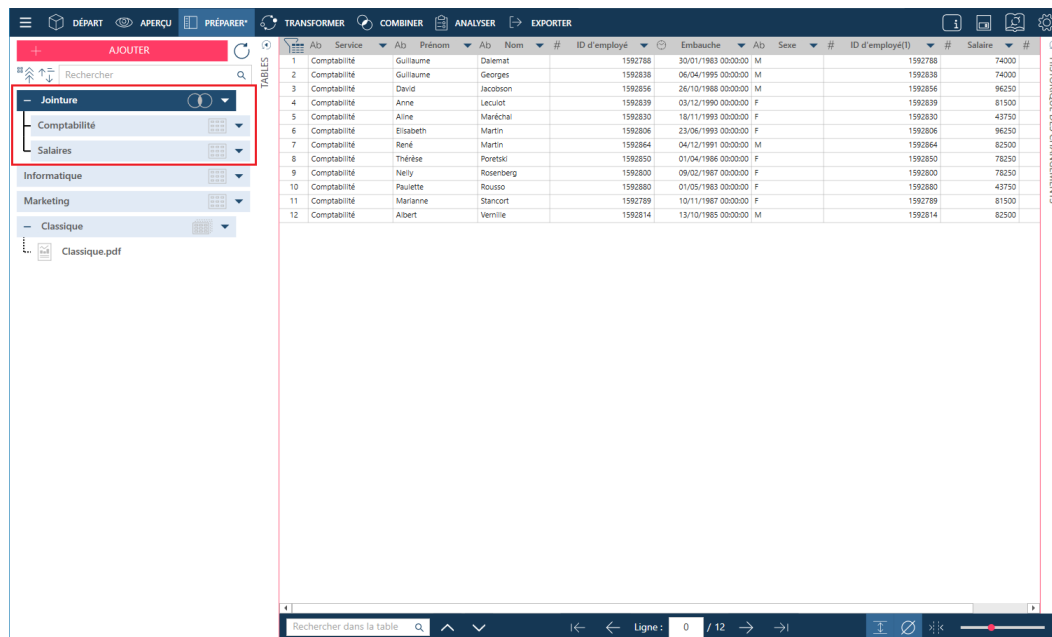 DÉPART APERÇU PRÉPARER* TRANSFORMER COMBINER ANALYSER EXPORTER
AJOUTER
Rechercher
TABLES
Jointure
Comptabilité
Salaires
Informatique
Marketing
Classique
Classique.pdf
Ab Service Ab Prénom Ab Nom # ID d'employé Embauche Ab Sexe # ID d'employé(1) # Salaire #
1 Comptabilité Guillaume Dalemat 1592788 30/01/1983 00:00:00 M 1592788 74000
2 Comptabilité Guillaume Georges 1592838 06/04/1995 00:00:00 M 1592838 74000
3 Comptabilité David Jacobson 1592856 26/10/1988 00:00:00 M 1592856 96250
4 Comptabilité Anne Leculot 1592839 03/12/1990 00:00:00 F 1592839 81500
5 Comptabilité Aline Maréchal 1592830 18/11/1993 00:00:00 F 1592830 43750
6 Comptabilité Elisabeth Martin 1592806 23/06/1993 00:00:00 F 1592806 96250
7 Comptabilité René Martin 1592864 04/12/1991 00:00:00 M 1592864 82500
8 Comptabilité Thérèse Poretski 1592850 01/04/1986 00:00:00 F 1592850 78250
9 Comptabilité Nelly Rosenberg 1592800 09/02/1987 00:00:00 F 1592800 78250
10 Comptabilité Paulette Rousso 1592880 01/05/1983 00:00:00 F 1592880 43750
11 Comptabilité Marianne Stancort 1592789 10/11/1987 00:00:00 F 1592789 81500
12 Comptabilité Albert Vernille 1592814 13/10/1985 00:00:00 M 1592814 82500
Rechercher dans la table Ligne : 0 / 12